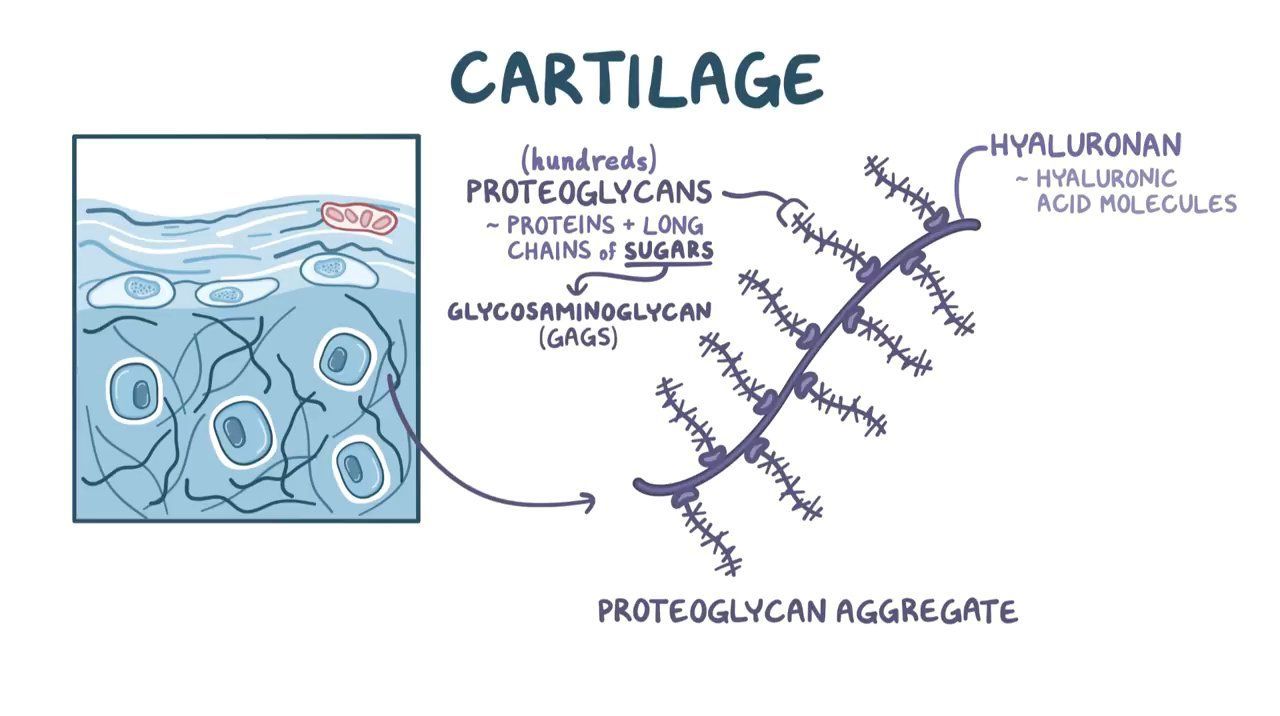 CARTILAGE
(hundreds)
PROTEOGLYCANS
~ PROTEINS + LONG
CHAINS of SUGARS
GLYCOSAMINOGLYCAN
(GAGS)
HYALURONAN
~ HYALURONIC
ACID MOLECULES
PROTEOGLYCAN AGGREGATE